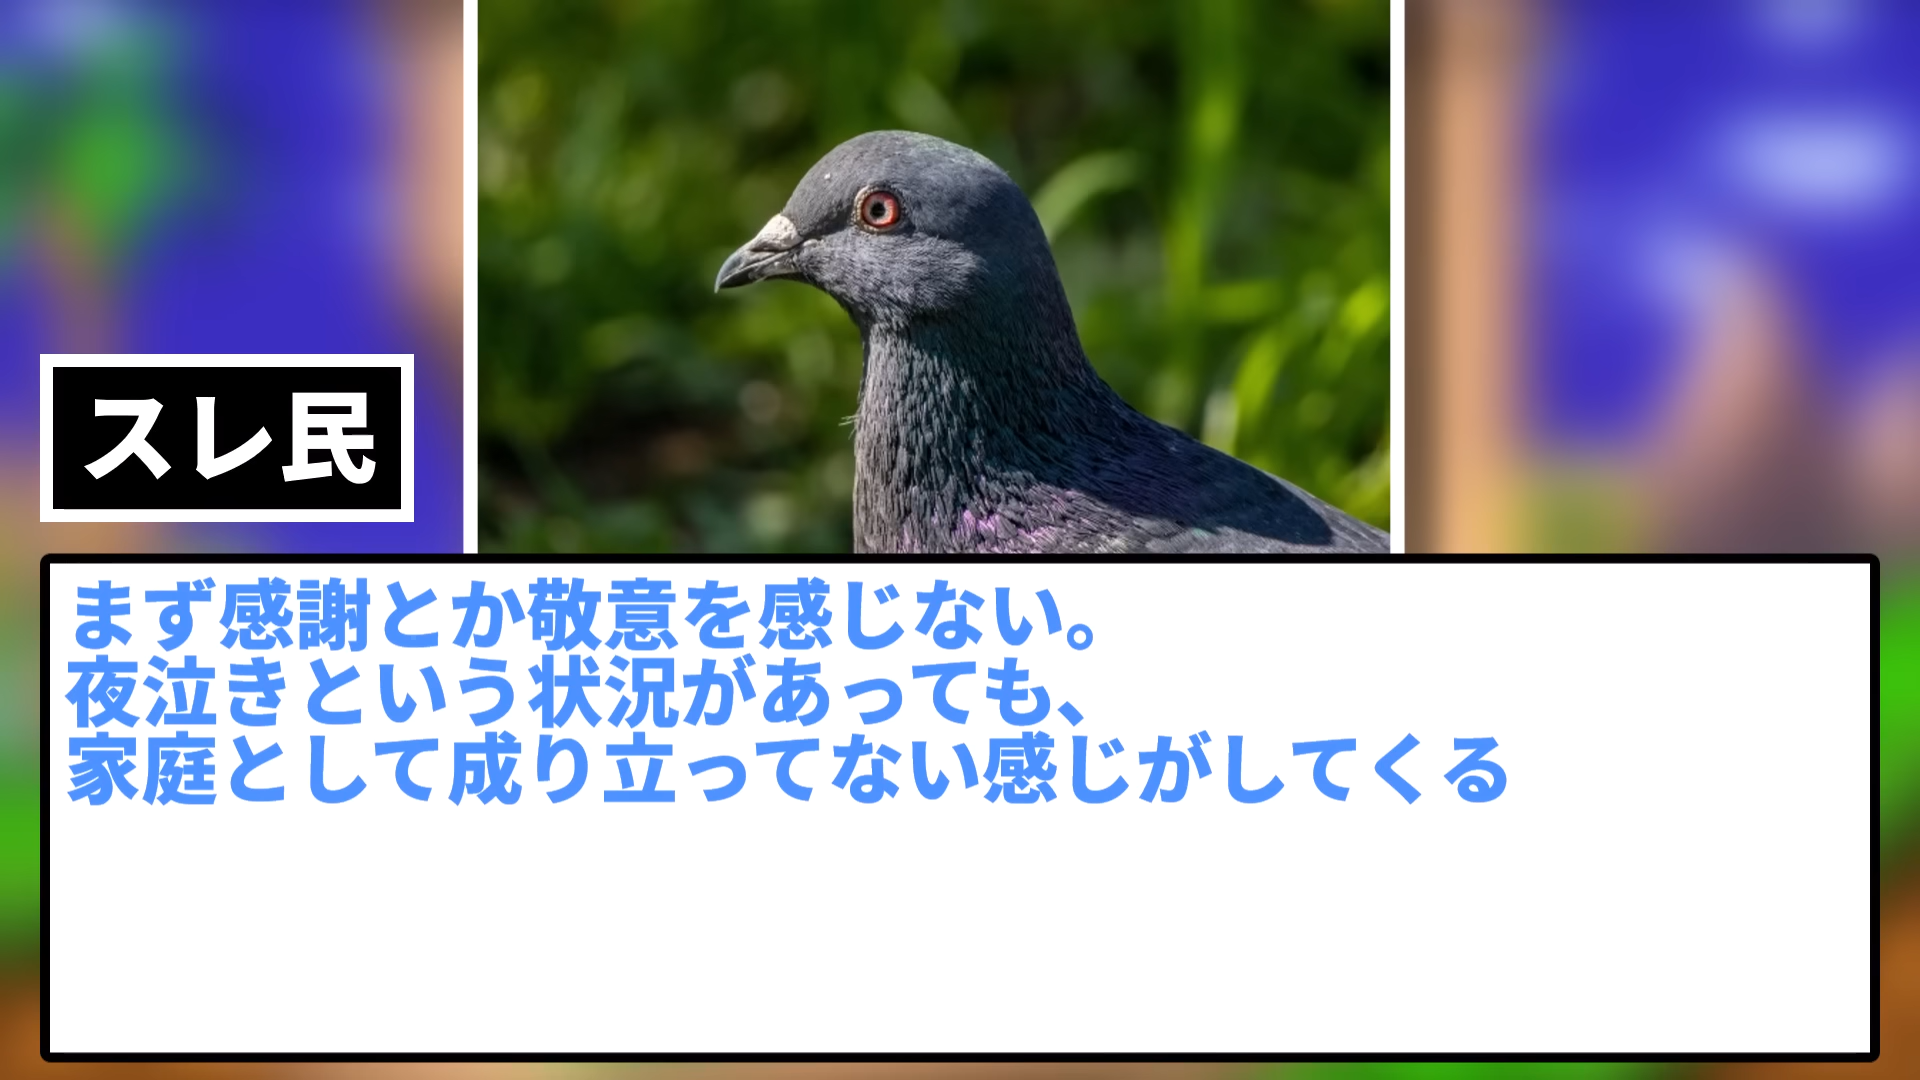 スレ民
まず感謝とか敬意を感じない。
夜泣きという状況があっても、
家庭として成り立ってない感じがしてくる